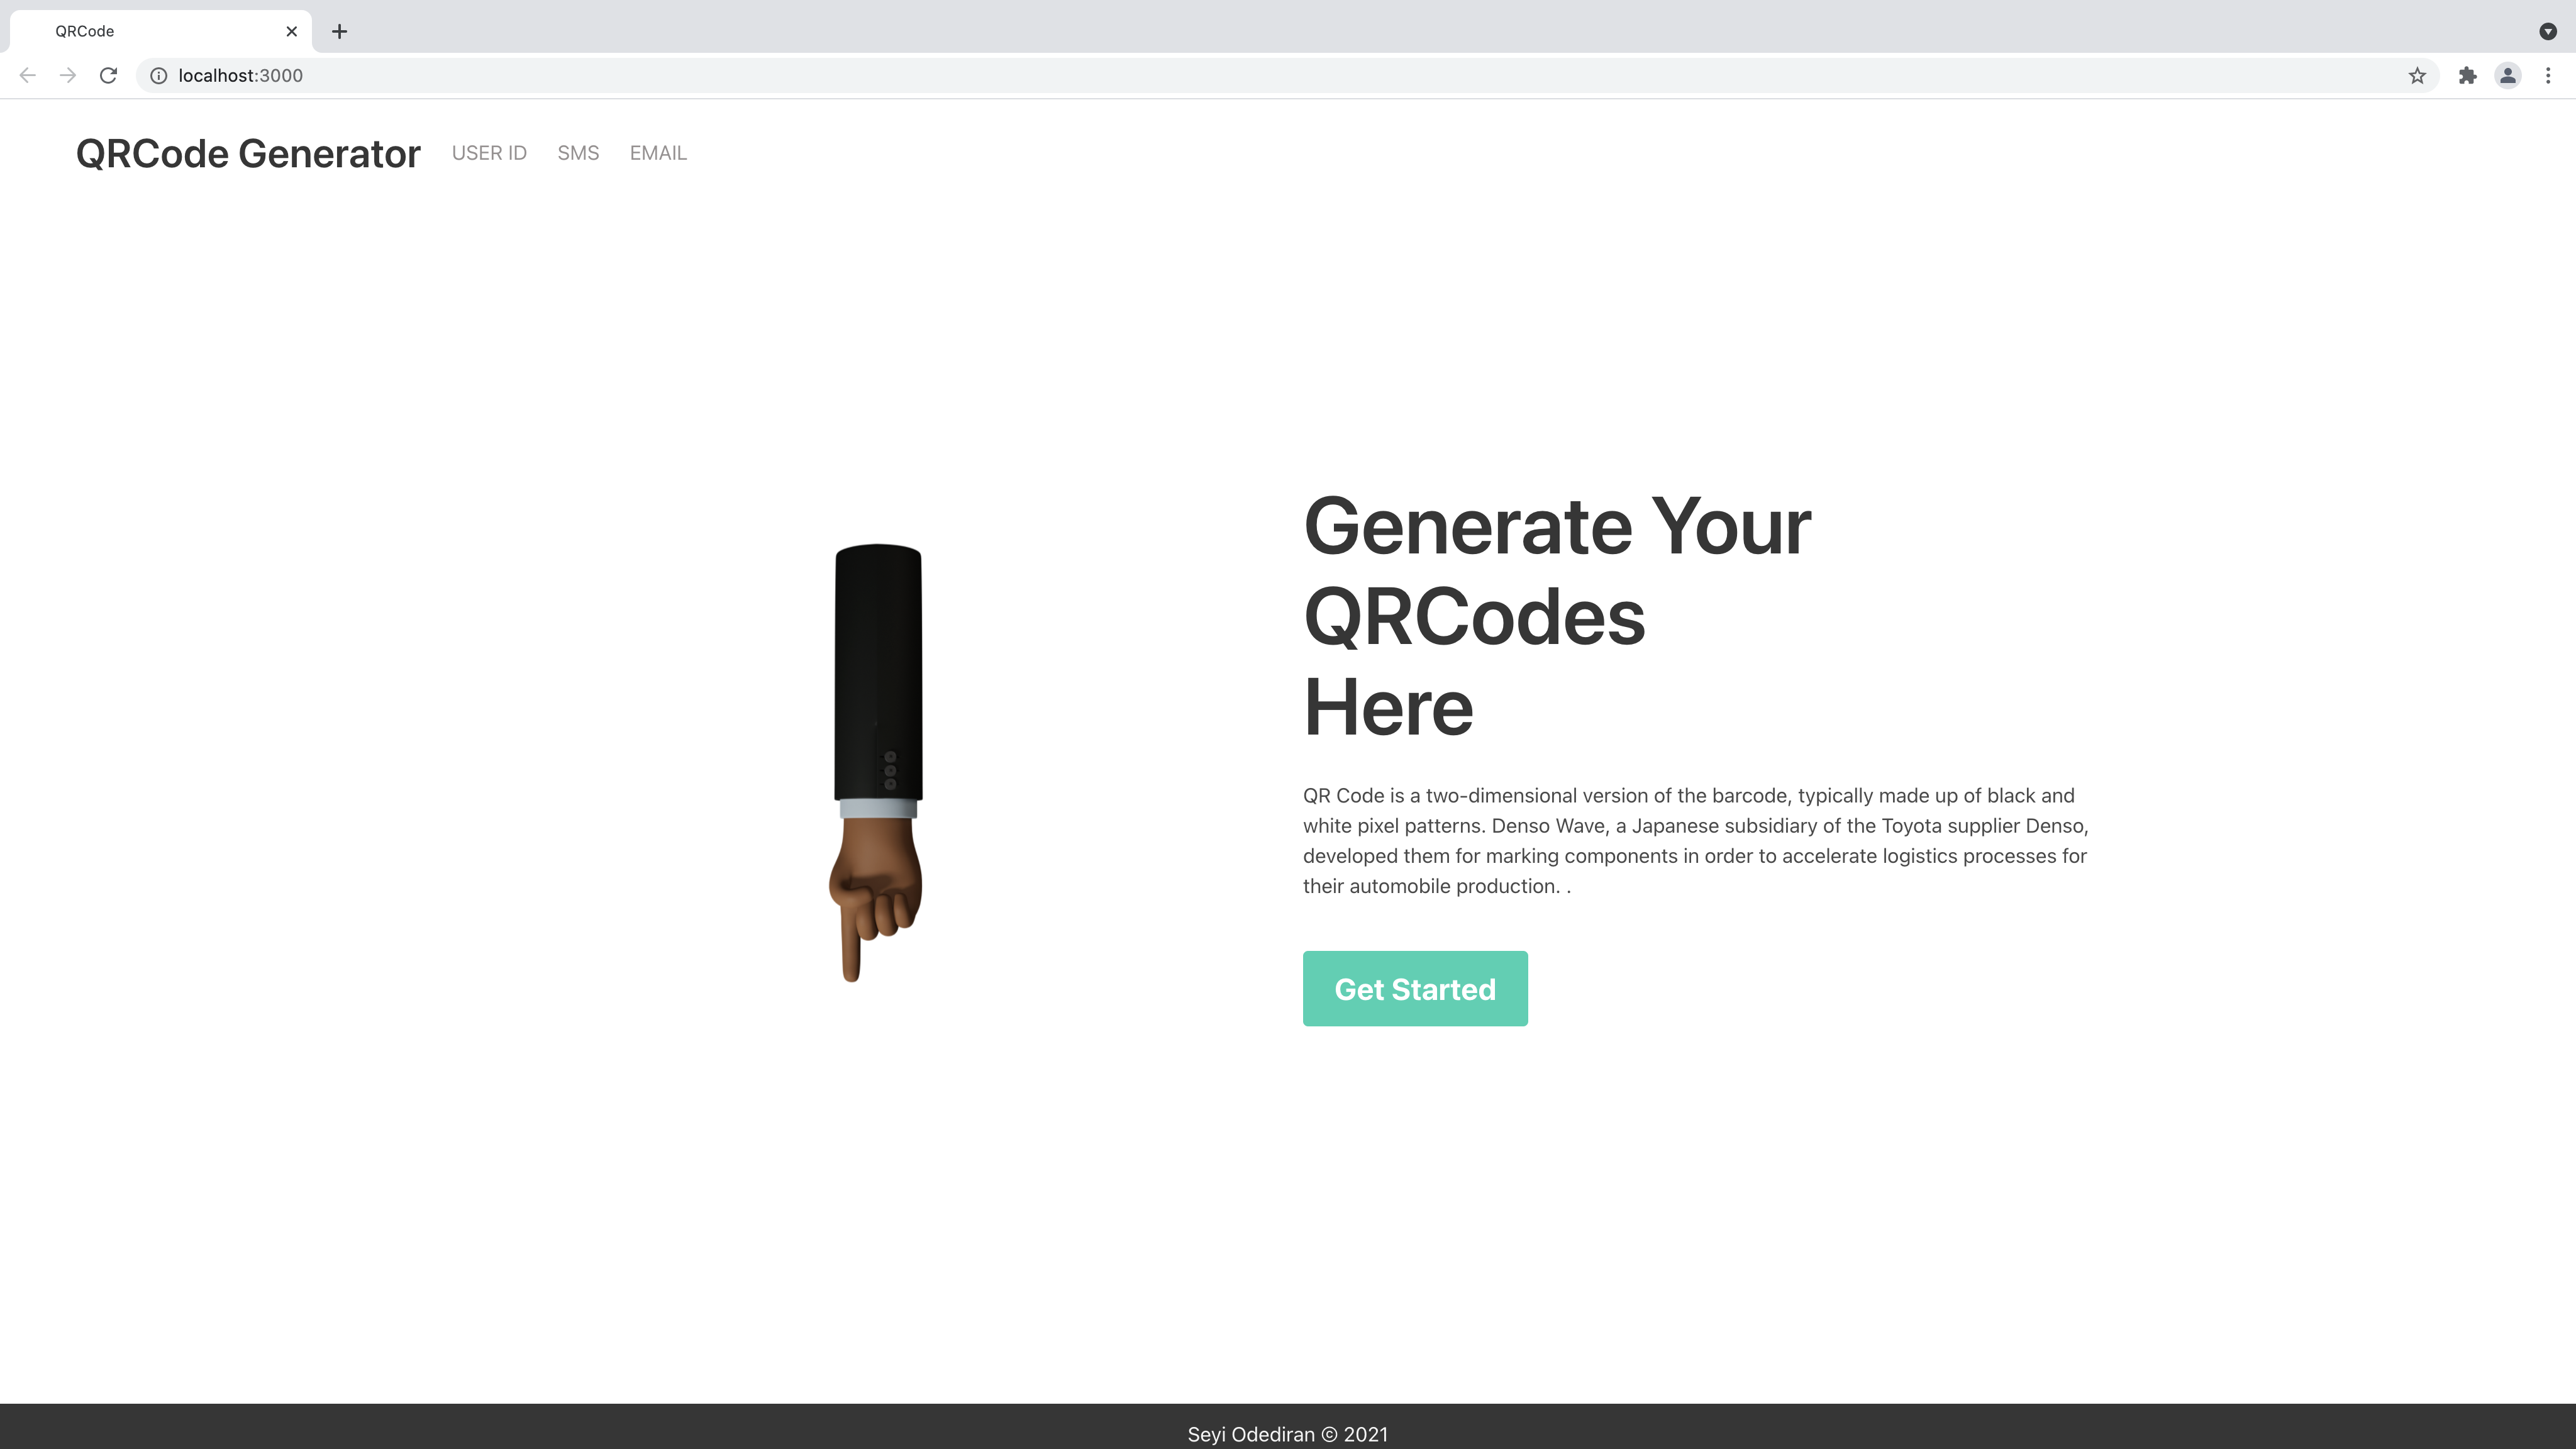 QRCode
localhost:3000
QRCode Generator USER ID SMS EMAIL
Generate Your
QRCodes
Here
QR Code is a two-dimensional version of the barcode, typically made up of black and
white pixel patterns. Denso Wave, a Japanese subsidiary of the Toyota supplier Denso,
developed them for marking components in order to accelerate logistics processes for
their automobile production. .
Get Started
Seyi Odediran © 2021